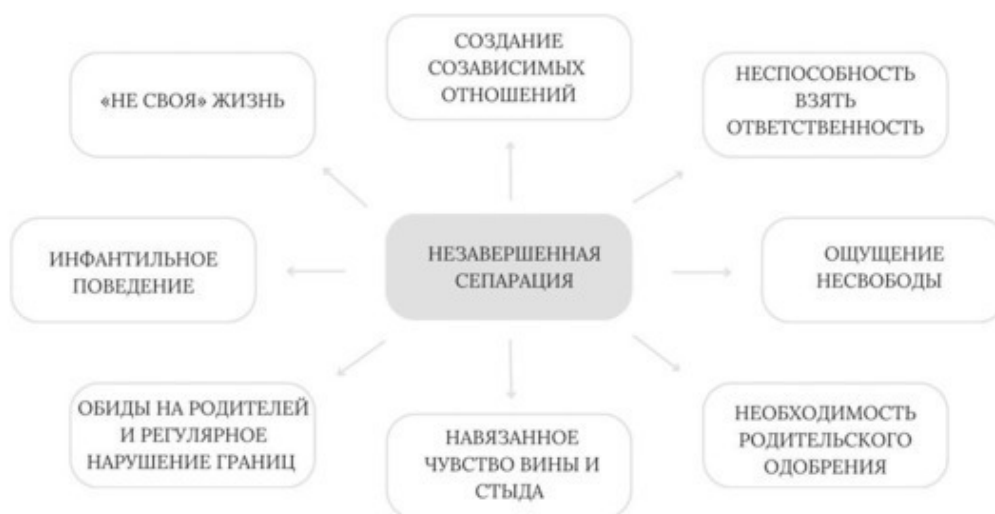 СОЗДАНИЕ
СОЗАВИСИМЫХ
ОТНОШЕНИЙ
«НЕ СВОЯ» ЖИЗНЬ
НЕСПОСОБНОСТЬ
ВЗЯТЬ
ОТВЕТСТВЕННОСТЬ
ИНФАНТИЛЬНОЕ
ПОВЕДЕНИЕ
НЕЗАВЕРШЕННАЯ
СЕПАРАЦИЯ
ОЩУЩЕНИЕ
НЕСВОБОДЫ
ОБИДЫ НА РОДИТЕЛЕЙ
И РЕГУЛЯРНОЕ
НАРУШЕНИЕ ГРАНИЦ
НАВЯЗАННОЕ
ЧУВСТВО ВИНЫ И
СТЫДА
НЕОБХОДИМОСТЬ
РОДИТЕЛЬСКОГО
ОДОБРЕНИЯ